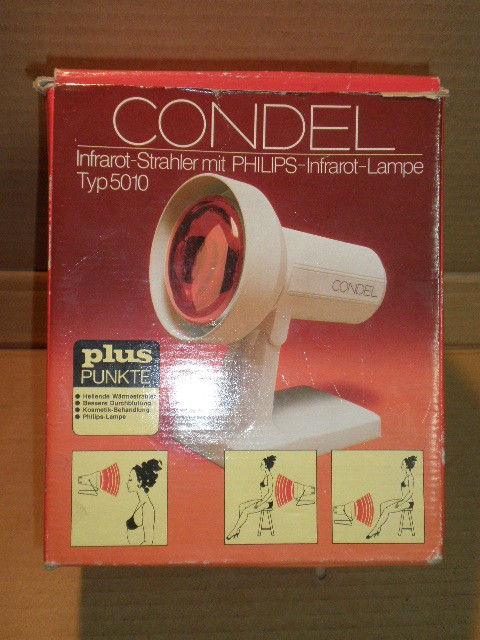 CONDEL
Infrarot-Strahler mit PHILIPS-Infrarot-Lampe
Typ 5010
CONDEL
plus
PUNKTE
Heilende Wärmestrahlen
Bessere Durchblutung
Kosmetik-Behandlung
Philips-Lampe